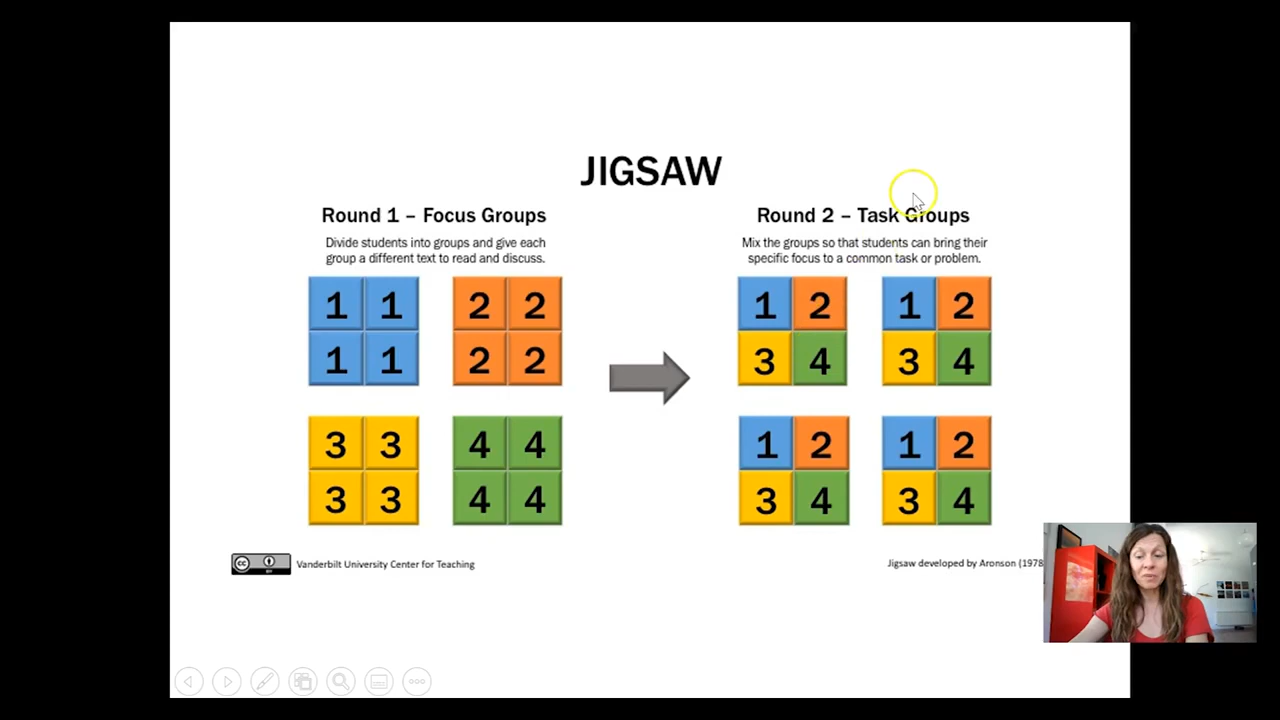 JIGSAW
Round 1 – Focus Groups
Divide students into groups and give each
group a different text to read and discuss.
1 1 2 2
1 1 2 2
3 3 4 4
3 3 4 4
Round 2 – Task Groups
Mix the groups so that students can bring their
specific focus to a common task or problem.
1 2 1 2
3 4 3 4
1 2 1 2
3 4 3 4
cc BY Vanderbilt University Center for Teaching
Jigsaw developed by Aronson (1978